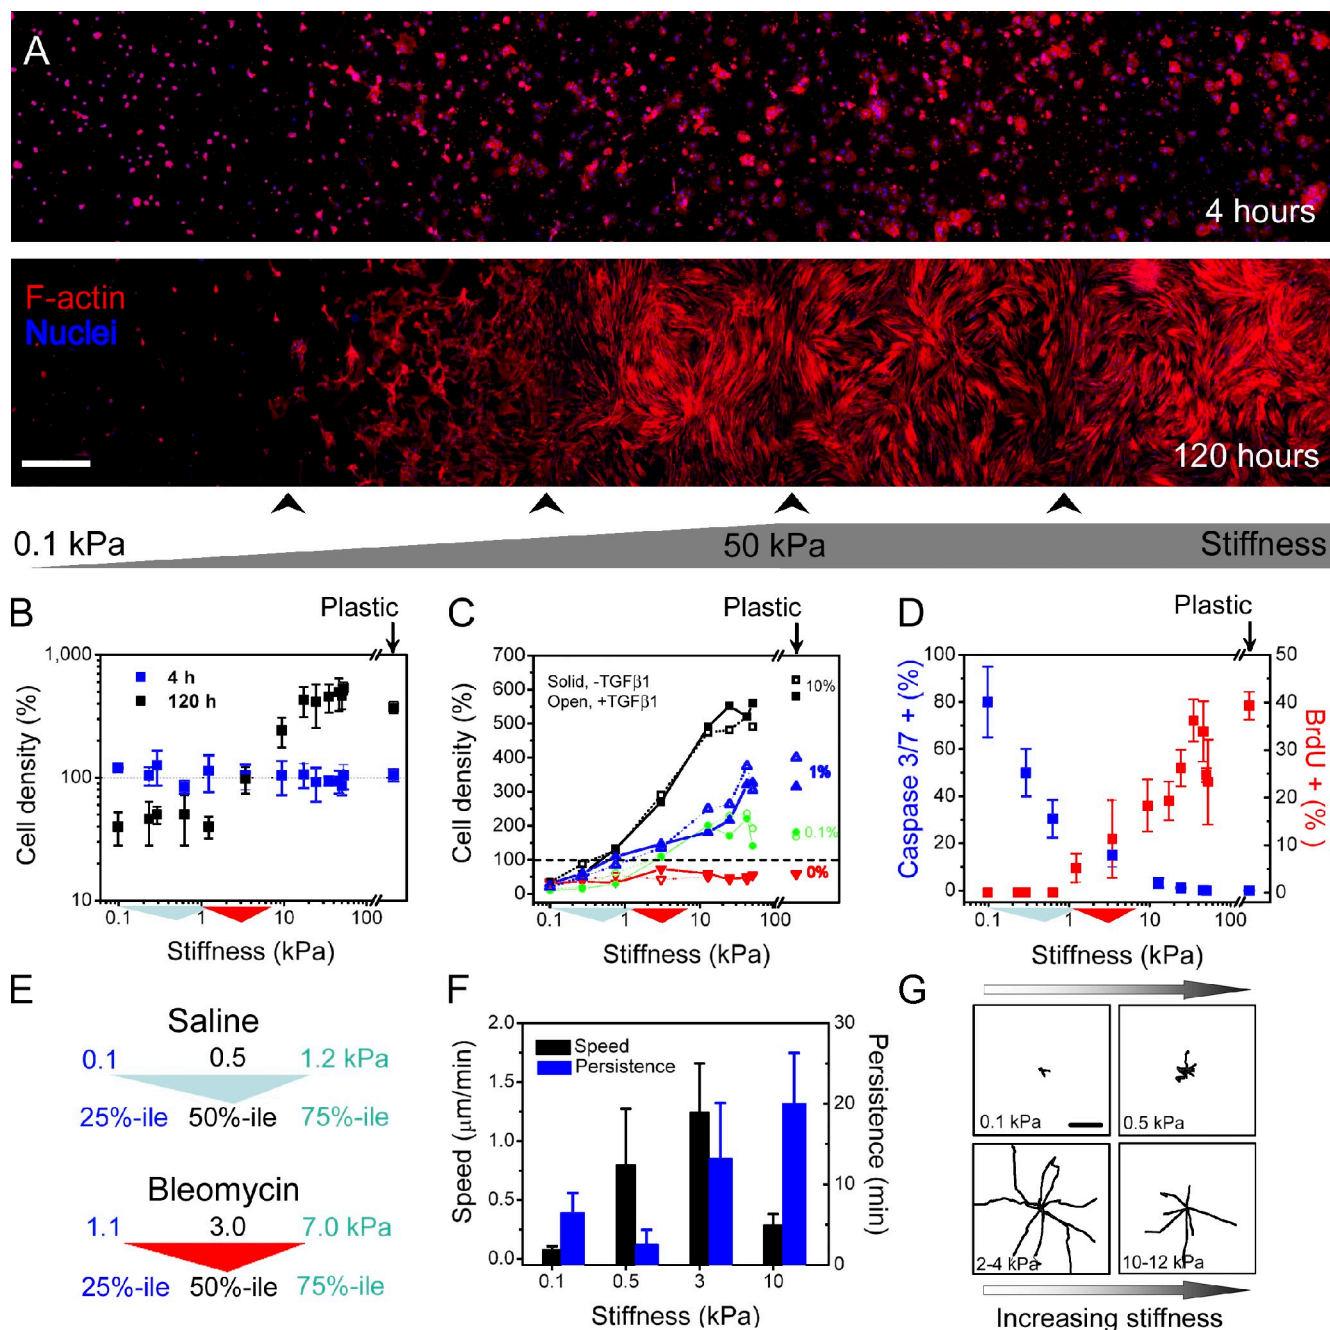 A
4 hours
F-actin
Nuclei
120 hours
0.1 kPa
50 kPa
Stiffness
B
Plastic
1,000
100
10
Cell density (%)
4 h
120 h
0.1
1
10
100
Stiffness (kPa)
C
Plastic
700
600
500
400
300
200
100
0
Cell density (%)
Solid, -TGFβ1
Open, +TGFβ1
10%
1%
0.1%
0%
0.1
1
10
100
Stiffness (kPa)
D
Plastic
100
80
60
40
20
0
Caspase 3/7 + (%)
50
40
30
20
10
0
BrdU + (%)
0.1
1
10
100
Stiffness (kPa)
E
Saline
0.1 0.5 1.2 kPa
25%-ile 50%-ile 75%-ile
Bleomycin
1.1 3.0 7.0 kPa
25%-ile 50%-ile 75%-ile
F
2.0
1.5
1.0
0.5
0.0
Speed (μm/min)
Speed
Persistence
30
20
10
0
Persistence (min)
0.1
0.5
3
10
Stiffness (kPa)
G
0.1 kPa
0.5 kPa
2-4 kPa
10-12 kPa
Increasing stiffness